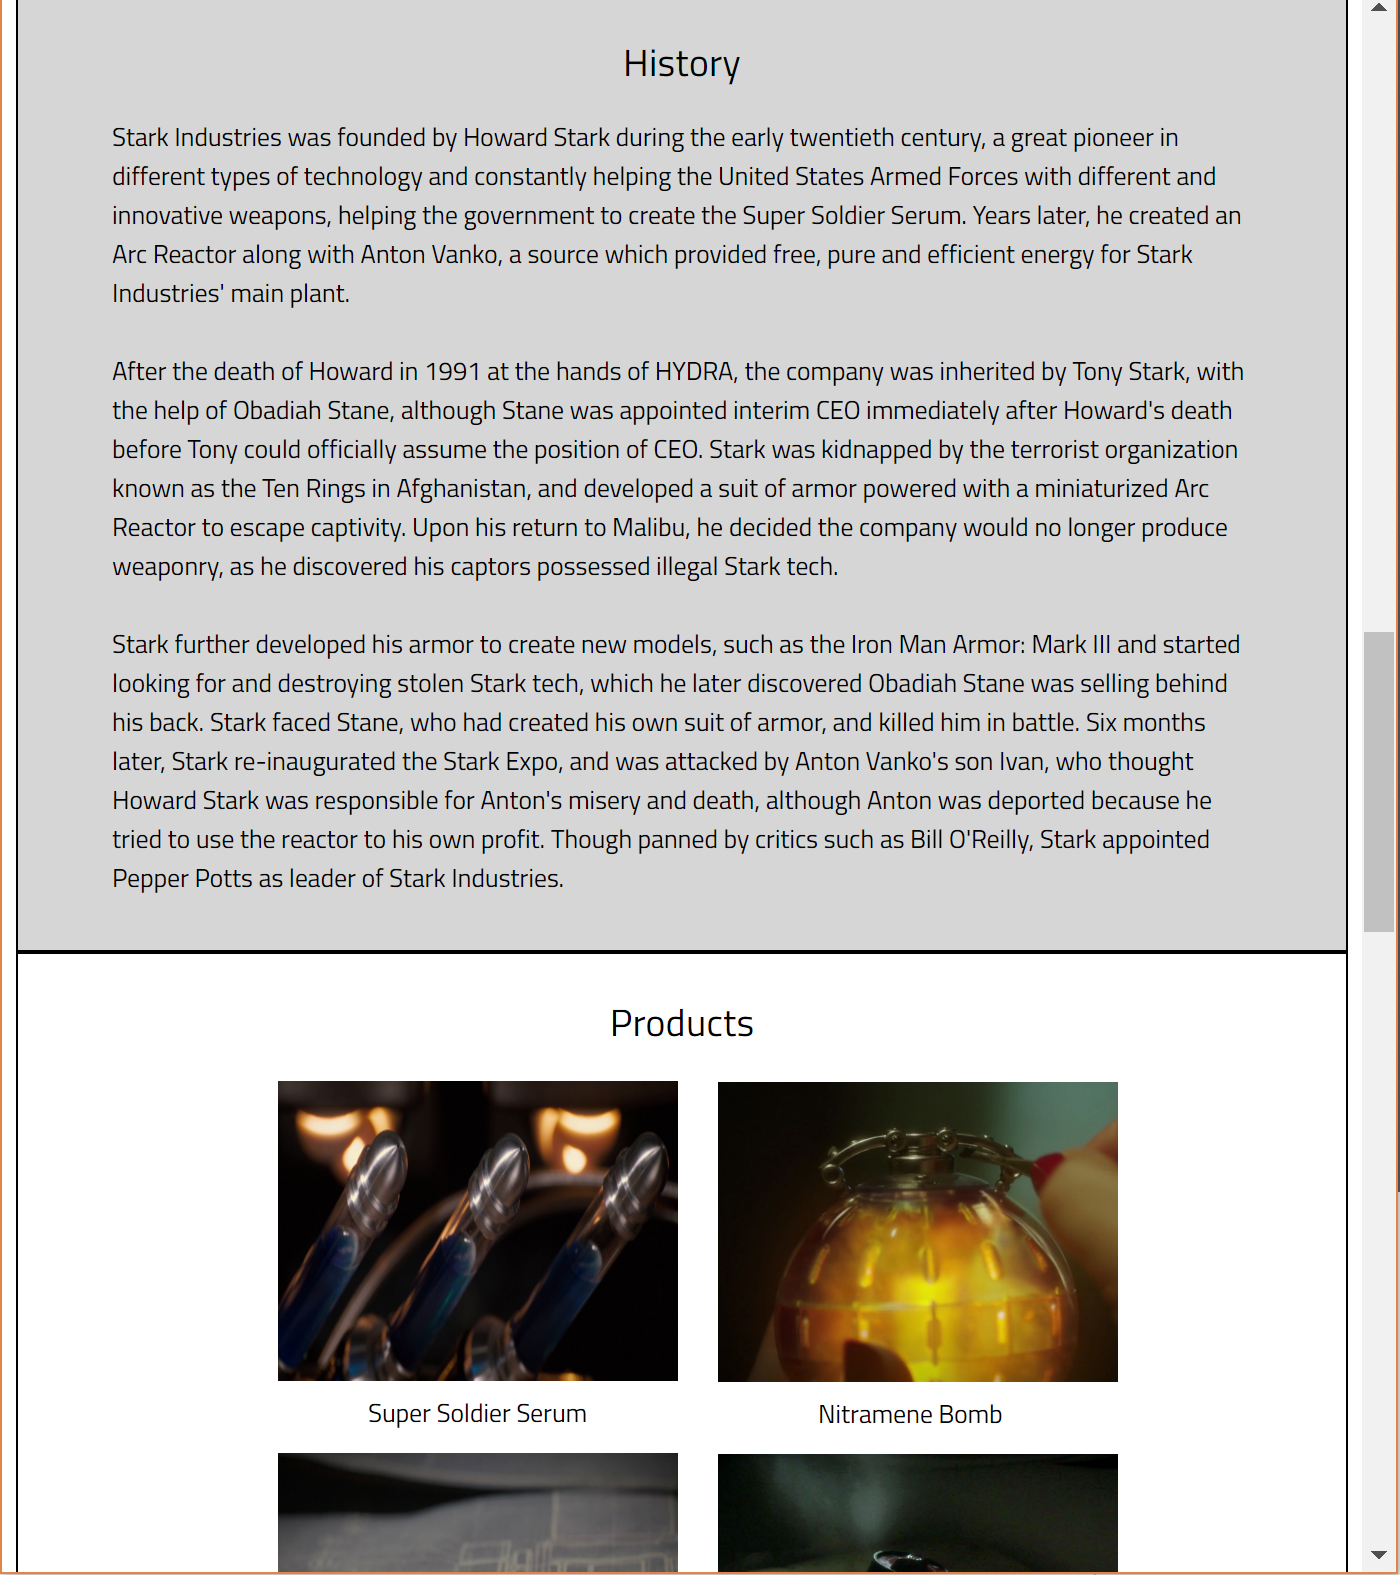 History
Stark Industries was founded by Howard Stark during the early twentieth century, a great pioneer in
different types of technology and constantly helping the United States Armed Forces with different and
innovative weapons, helping the government to create the Super Soldier Serum. Years later, he created an
Arc Reactor along with Anton Vanko, a source which provided free, pure and efficient energy for Stark
Industries' main plant.
After the death of Howard in 1991 at the hands of HYDRA, the company was inherited by Tony Stark, with
the help of Obadiah Stane, although Stane was appointed interim CEO immediately after Howard's death
before Tony could officially assume the position of CEO. Stark was kidnapped by the terrorist organization
known as the Ten Rings in Afghanistan, and developed a suit of armor powered with a miniaturized Arc
Reactor to escape captivity. Upon his return to Malibu, he decided the company would no longer produce
weaponry, as he discovered his captors possessed illegal Stark tech.
Stark further developed his armor to create new models, such as the Iron Man Armor: Mark III and started
looking for and destroying stolen Stark tech, which he later discovered Obadiah Stane was selling behind
his back. Stark faced Stane, who had created his own suit of armor, and killed him in battle. Six months
later, Stark re-inaugurated the Stark Expo, and was attacked by Anton Vanko's son Ivan, who thought
Howard Stark was responsible for Anton's misery and death, although Anton was deported because he
tried to use the reactor to his own profit. Though panned by critics such as Bill O'Reilly, Stark appointed
Pepper Potts as leader of Stark Industries.
Products
Super Soldier Serum
Nitramene Bomb